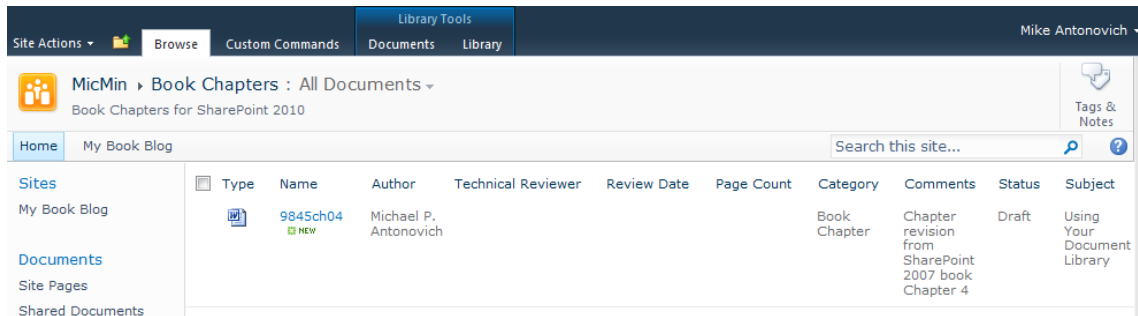 Library Tools
Site Actions
Browse
Custom Commands
Documents
Library
Mike Antonovich
MicMin ▸ Book Chapters : All Documents
Book Chapters for SharePoint 2010
Tags &
Notes
Home
My Book Blog
Search this site...
Sites
My Book Blog
Documents
Site Pages
Shared Documents
Type
Name
Author
Technical Reviewer
Review Date
Page Count
Category
Comments
Status
Subject
9845ch04
NEW
Michael P.
Antonovich
Book
Chapter
Chapter
revision
from
SharePoint
2007 book
Chapter 4
Draft
Using
Your
Document
Library